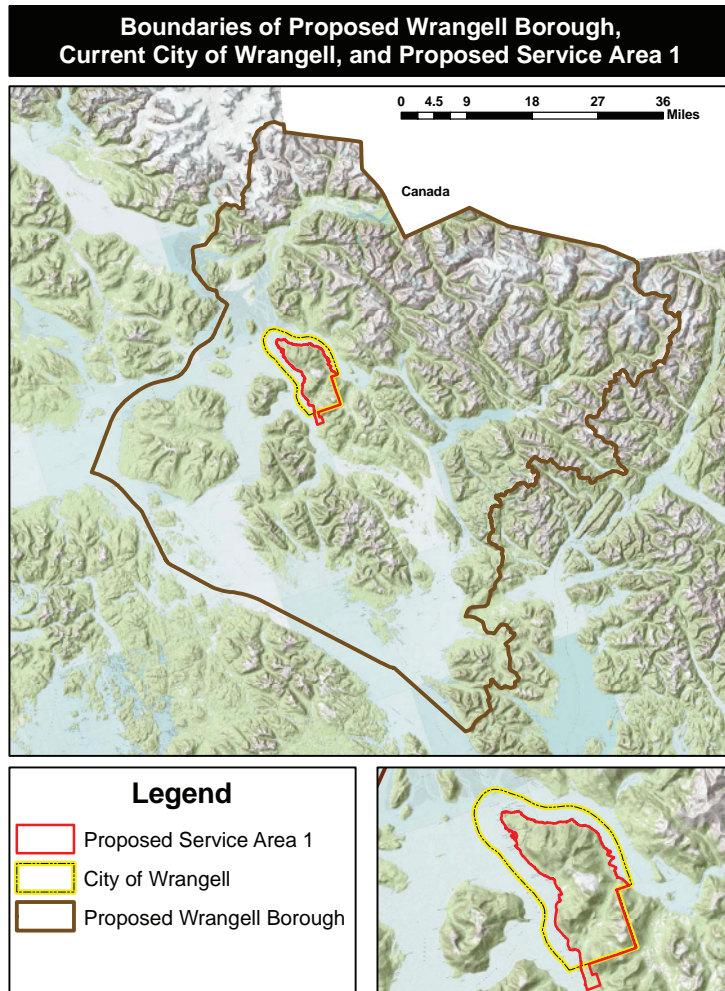 Boundaries of Proposed Wrangell Borough,
Current City of Wrangell, and Proposed Service Area 1
0 4.5 9 18 27 36
Miles
Canada
Legend
Proposed Service Area 1
City of Wrangell
Proposed Wrangell Borough